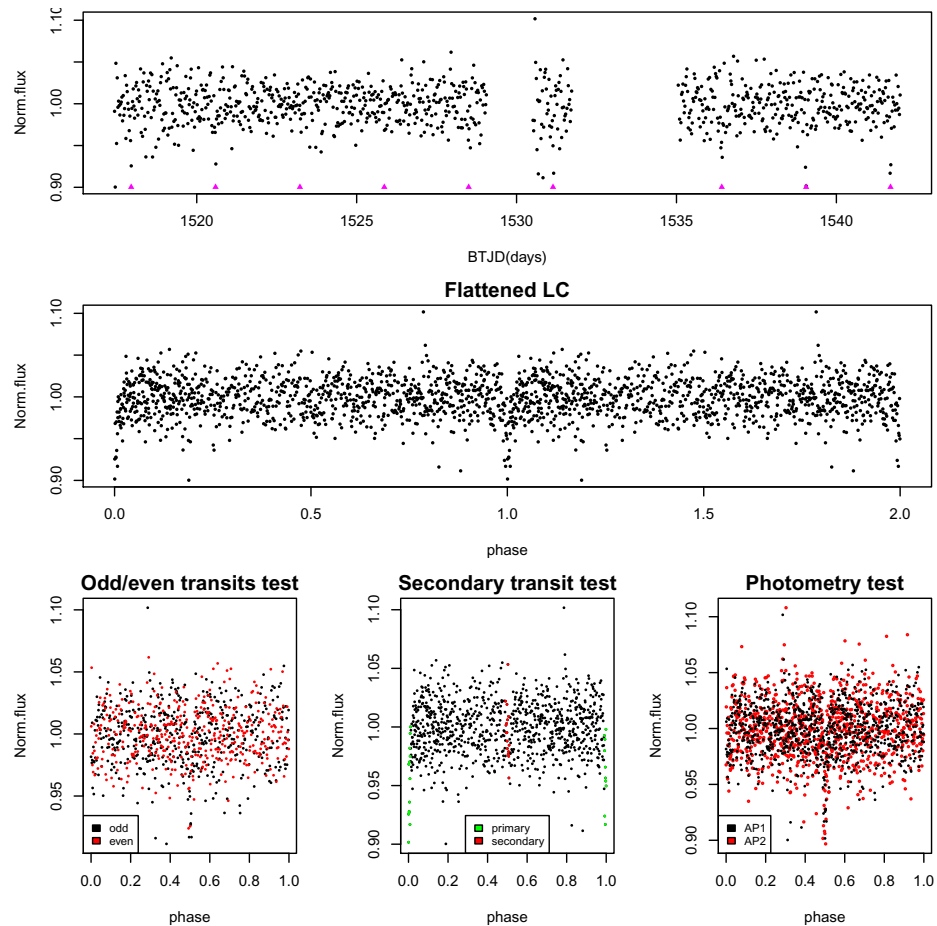 Norm.flux
0.90
1.00
1.10
1520
1525
1530
1535
1540
BTJD(days)
Flattened LC
Norm.flux
0.90
1.00
1.10
0.0
0.5
1.0
1.5
2.0
phase
Odd/even transits test
Norm.flux
0.95
1.00
1.05
1.10
odd
even
0.0
0.2
0.4
0.6
0.8
1.0
phase
Secondary transit test
Norm.flux
0.90
0.95
1.00
1.05
1.10
primary
secondary
0.0
0.2
0.4
0.6
0.8
1.0
phase
Photometry test
Norm.flux
0.90
0.95
1.00
1.05
1.10
AP1
AP2
0.0
0.2
0.4
0.6
0.8
1.0
phase